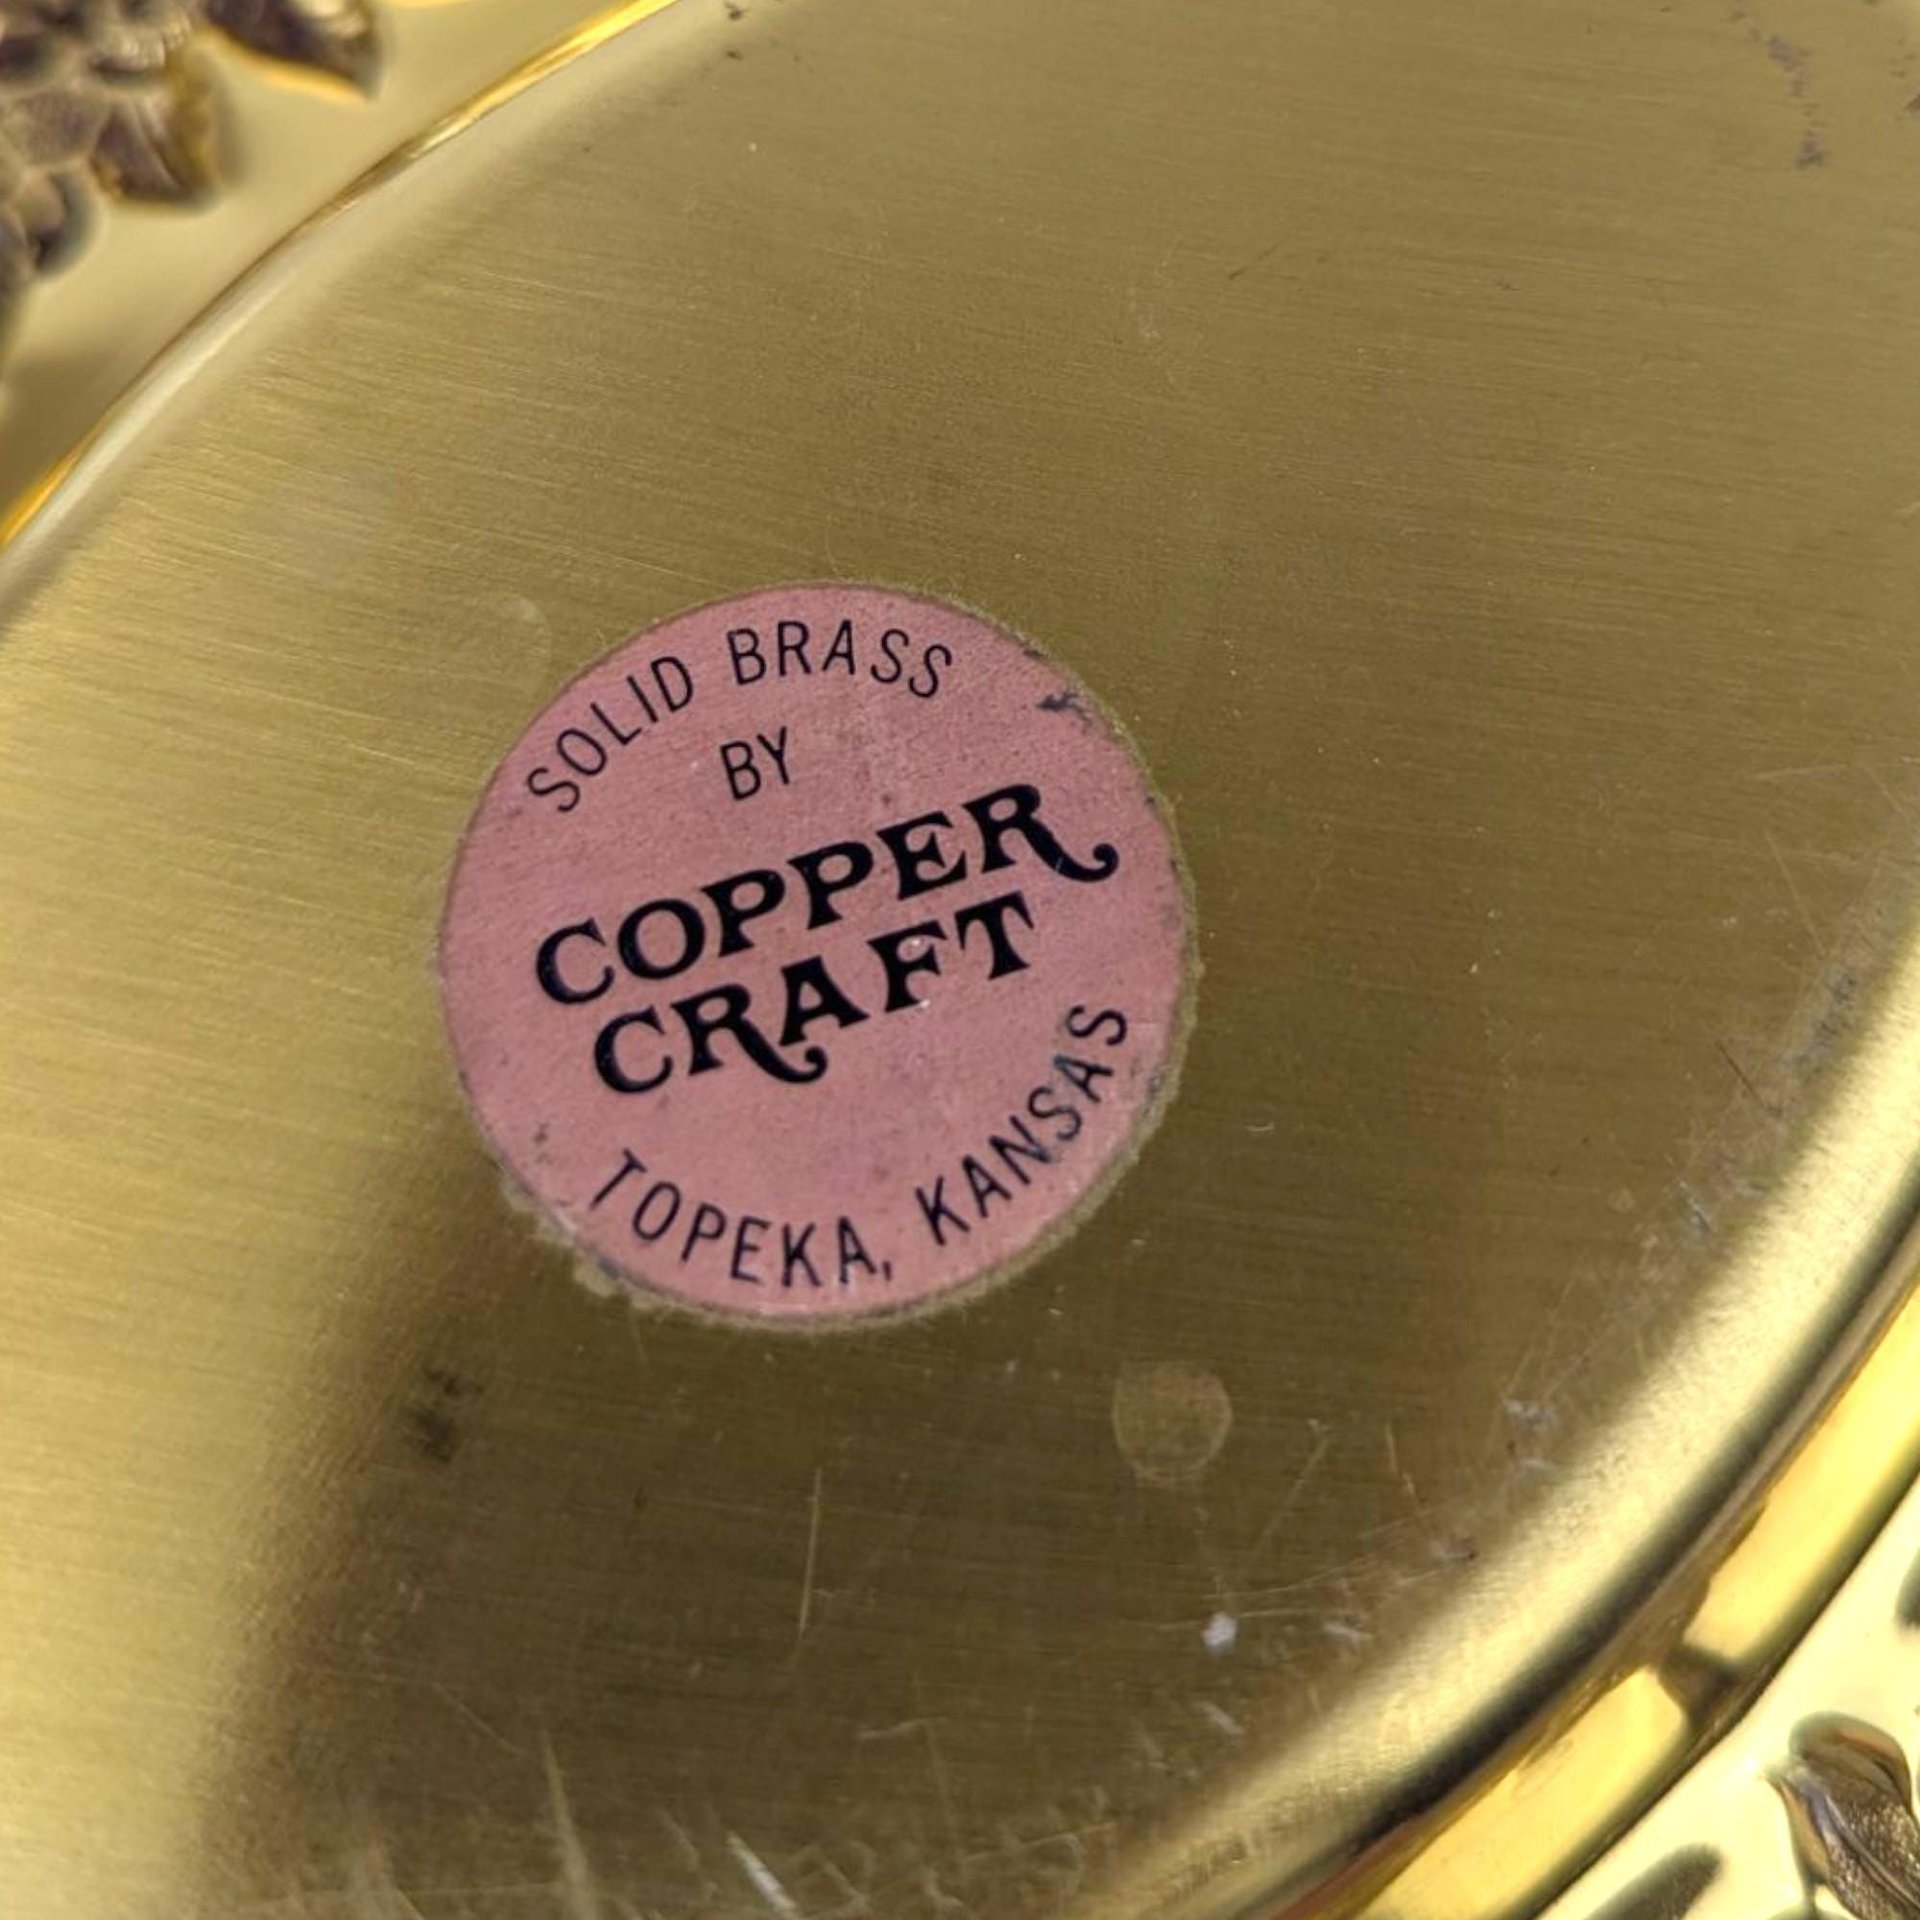 SOLID BRASS
BY
COPPER
CRAFT
TOPEKA, KANSAS